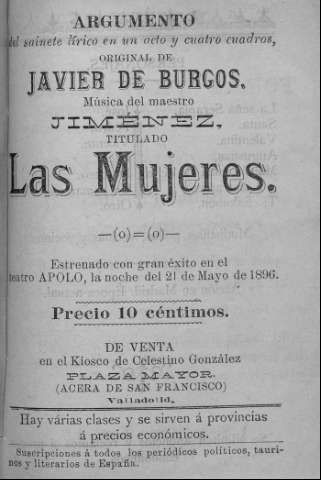 ARGUMENTO
del sainete lírico en un acto y cuatro cuadros,
ORIGINAL DE
JAVIER DE BURGOS.
Música del maestro
JIMÉNEZ,
TITULADO
Las Mujeres.
—(o)=(o)—
Estrenado con gran éxito en el
teatro APOLO, la noche del 21 de Mayo de 1896.
Precio 10 céntimos.
DE VENTA
en el Kiosco de Celestino González
PLAZA MAYOR.
(ACERA DE SAN FRANCISCO)
Valladolid.
Hay várias clases y se sirven á provincias
á precios económicos.
Suscripciones á todos los periódicos políticos, tauri-
nos y literarios de España.